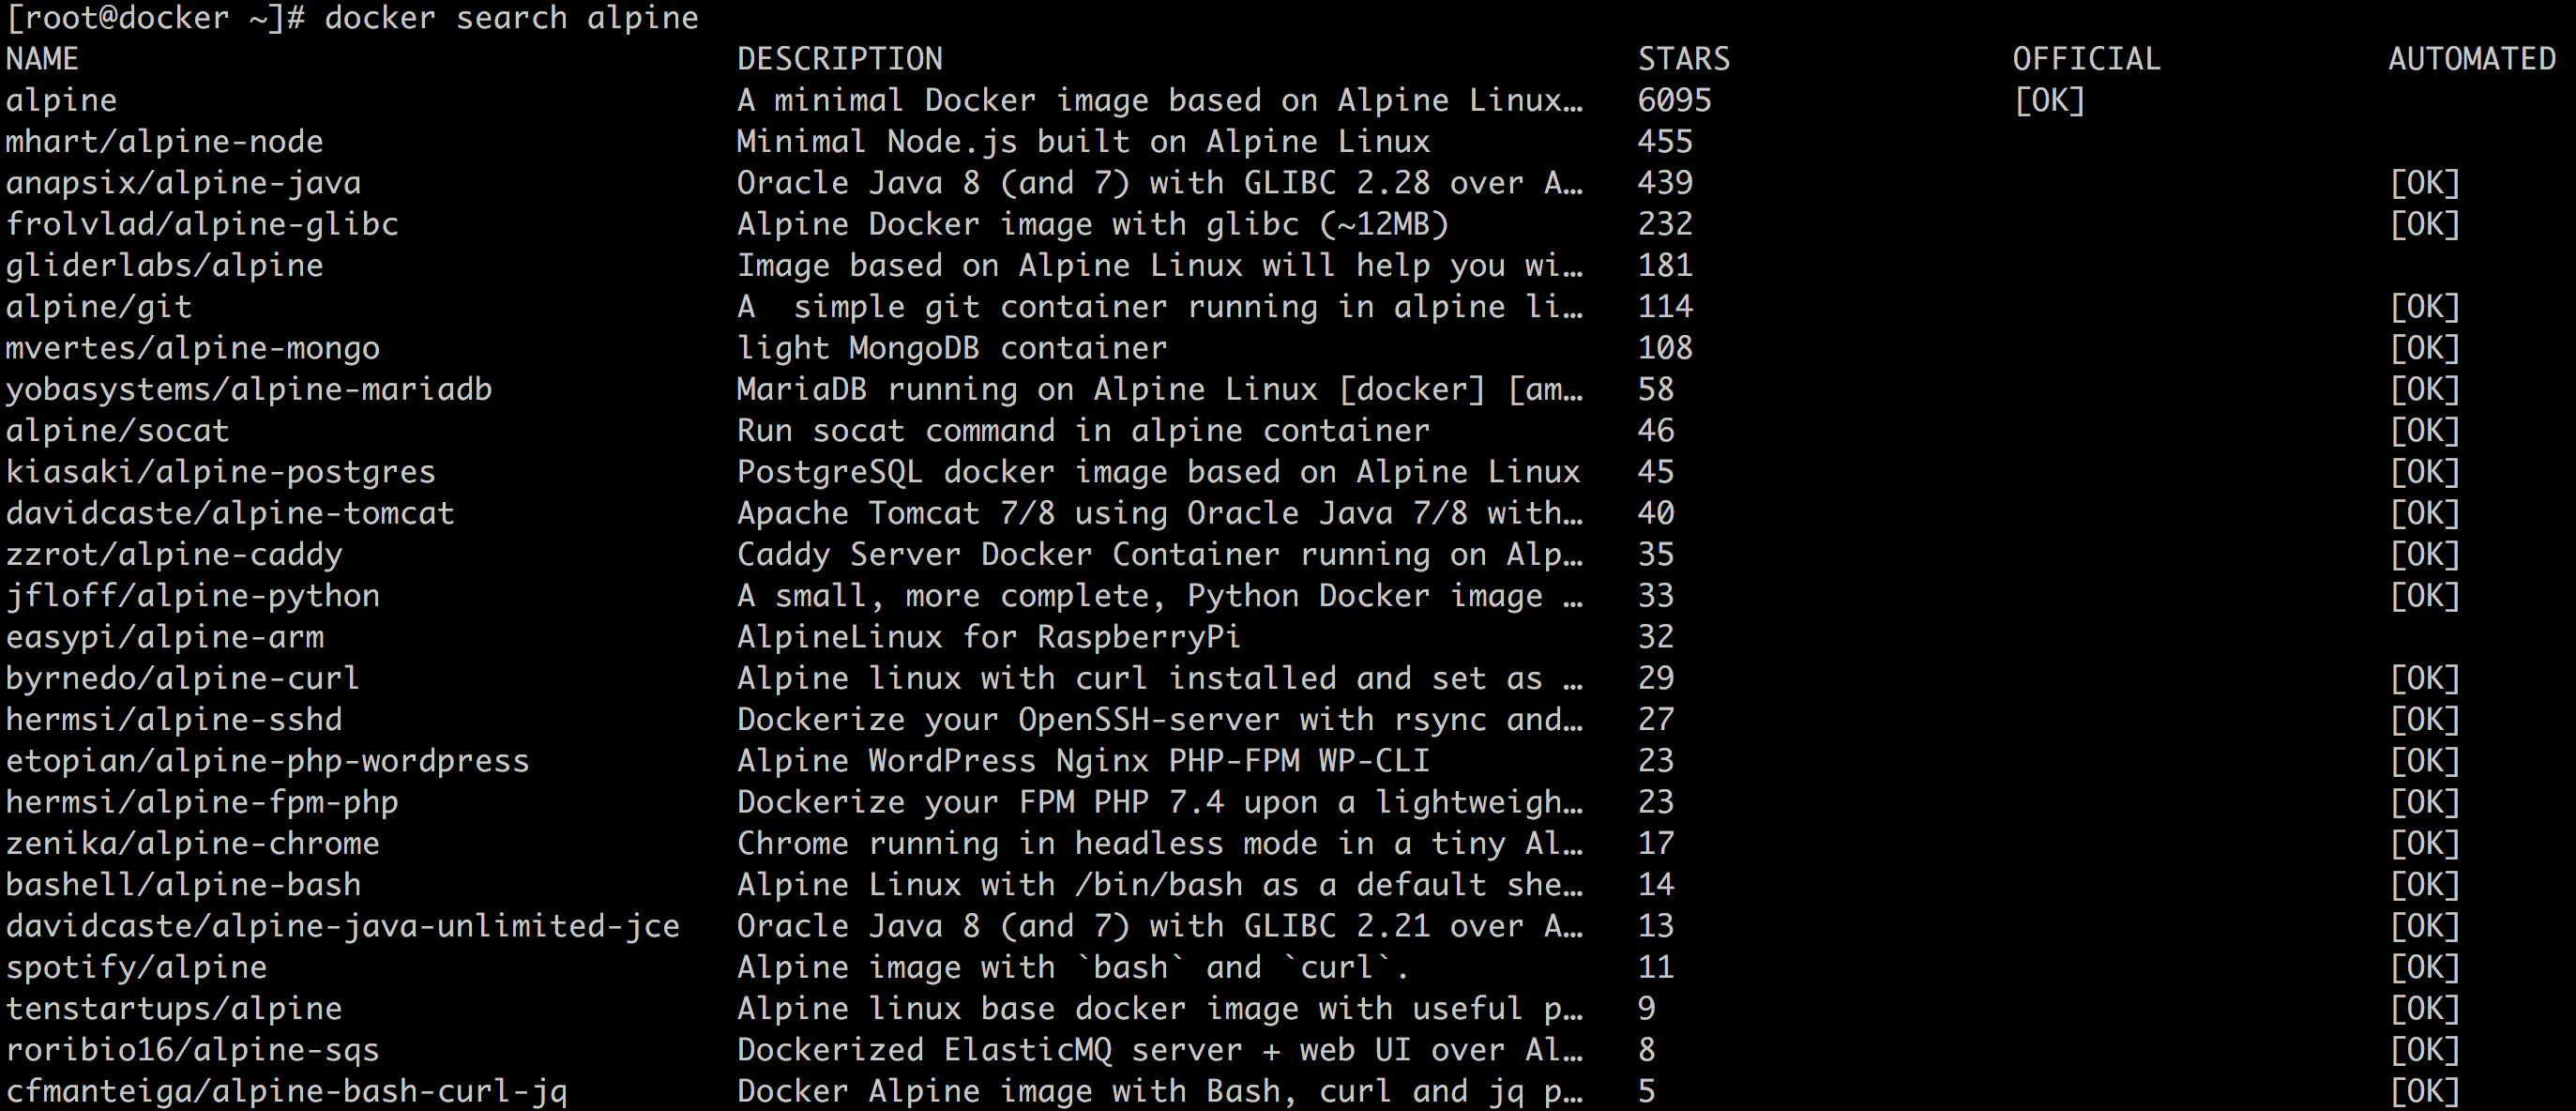 [root@docker ~]# docker search alpine
NAME DESCRIPTION STARS OFFICIAL AUTOMATED
alpine A minimal Docker image based on Alpine Linux… 6095 [OK]
mhart/alpine-node Minimal Node.js built on Alpine Linux 455
anapsix/alpine-java Oracle Java 8 (and 7) with GLIBC 2.28 over A… 439 [OK]
frolvlad/alpine-glibc Alpine Docker image with glibc (~12MB) 232 [OK]
gliderlabs/alpine Image based on Alpine Linux will help you wi… 181
alpine/git A  simple git container running in alpine li… 114 [OK]
mvertes/alpine-mongo light MongoDB container 108 [OK]
yobasystems/alpine-mariadb MariaDB running on Alpine Linux [docker] [am… 58 [OK]
alpine/socat Run socat command in alpine container 46 [OK]
kiasaki/alpine-postgres PostgreSQL docker image based on Alpine Linux 45 [OK]
davidcaste/alpine-tomcat Apache Tomcat 7/8 using Oracle Java 7/8 with… 40 [OK]
zzrot/alpine-caddy Caddy Server Docker Container running on Alp… 35 [OK]
jfloff/alpine-python A small, more complete, Python Docker image … 33 [OK]
easypi/alpine-arm AlpineLinux for RaspberryPi 32
byrnedo/alpine-curl Alpine linux with curl installed and set as … 29 [OK]
hermsi/alpine-sshd Dockerize your OpenSSH-server with rsync and… 27 [OK]
etopian/alpine-php-wordpress Alpine WordPress Nginx PHP-FPM WP-CLI 23 [OK]
hermsi/alpine-fpm-php Dockerize your FPM PHP 7.4 upon a lightweigh… 23 [OK]
zenika/alpine-chrome Chrome running in headless mode in a tiny Al… 17 [OK]
bashell/alpine-bash Alpine Linux with /bin/bash as a default she… 14 [OK]
davidcaste/alpine-java-unlimited-jce Oracle Java 8 (and 7) with GLIBC 2.21 over A… 13 [OK]
spotify/alpine Alpine image with `bash` and `curl`. 11 [OK]
tenstartups/alpine Alpine linux base docker image with useful p… 9 [OK]
roribio16/alpine-sqs Dockerized ElasticMQ server + web UI over Al… 8 [OK]
cfmanteiga/alpine-bash-curl-jq Docker Alpine image with Bash, curl and jq p… 5 [OK]